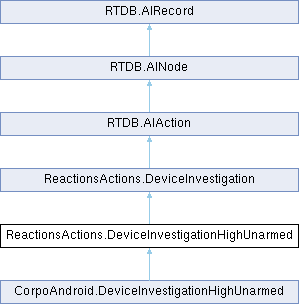 RTDB.AIRecord
RTDB.AINode
RTDB.AIAction
ReactionsActions.DeviceInvestigation
ReactionsActions.DeviceInvestigationHighUnarmed
CorpoAndroid.DeviceInvestigationHighUnarmed